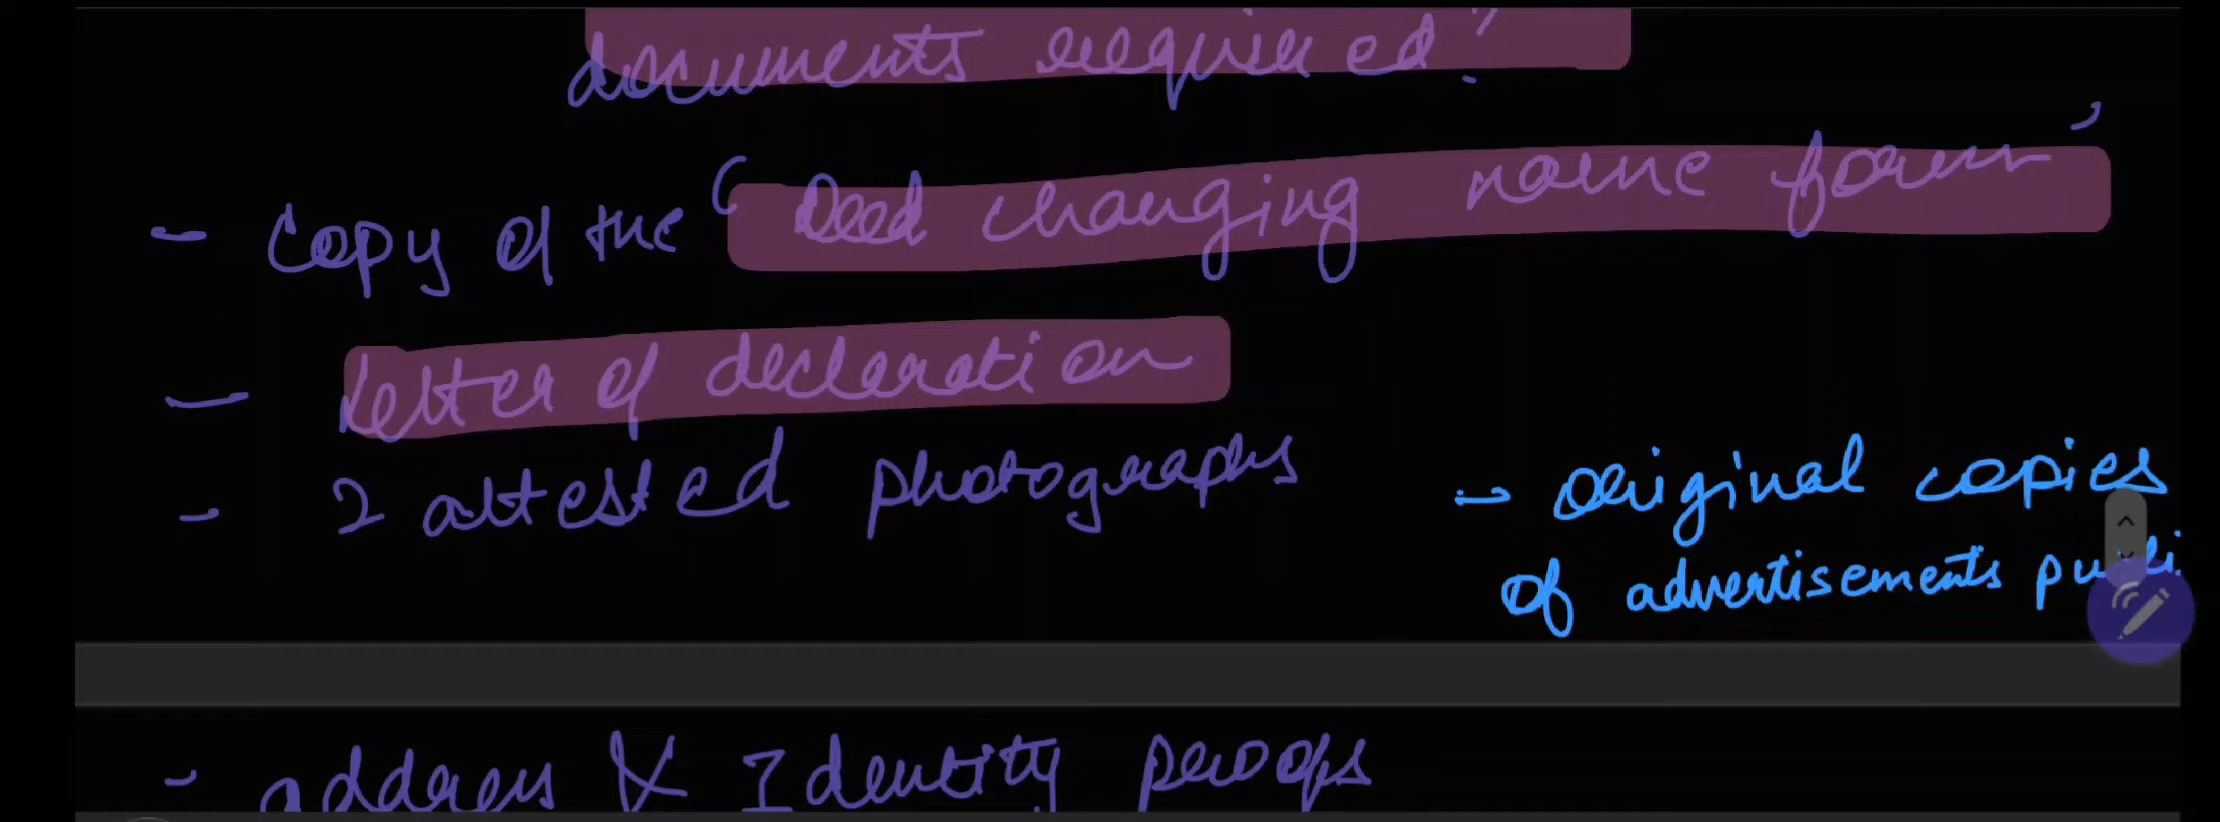 documents required?
- Copy of the 'Deed changing name form'
- Letter of declaration
- 2 attested photographs
- original copies
of advertisements
- address & Identity proofs